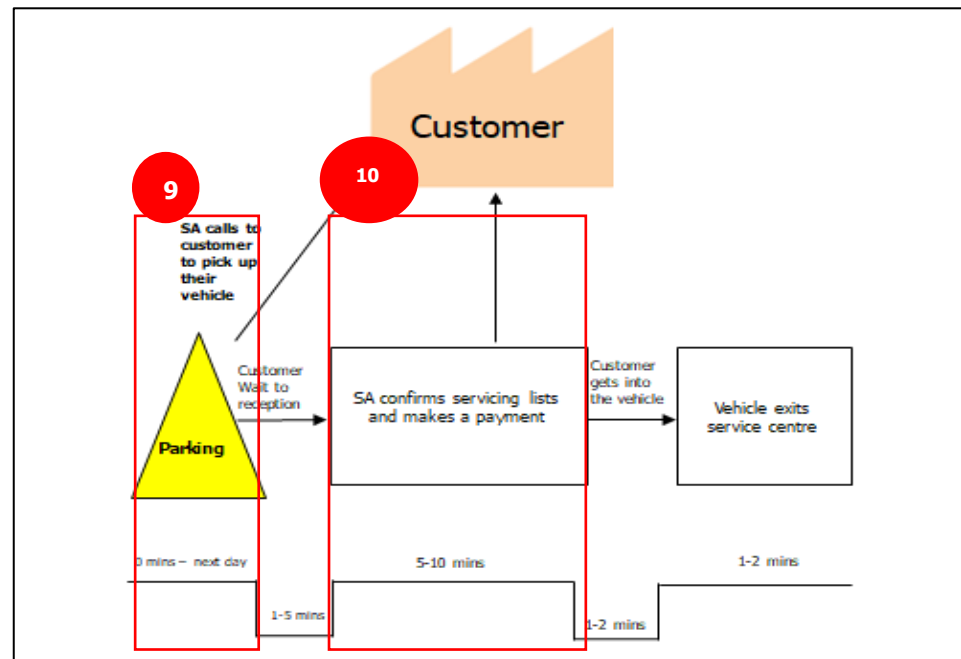 Customer
9
10
SA calls to
customer
to pick up
their
vehicle
Customer
Wait to
reception
Parking
SA confirms servicing lists
and makes a payment
Customer
gets into
the vehicle
Vehicle exits
service centre
0 mins – next day
1-5 mins
5-10 mins
1-2 mins
1-2 mins